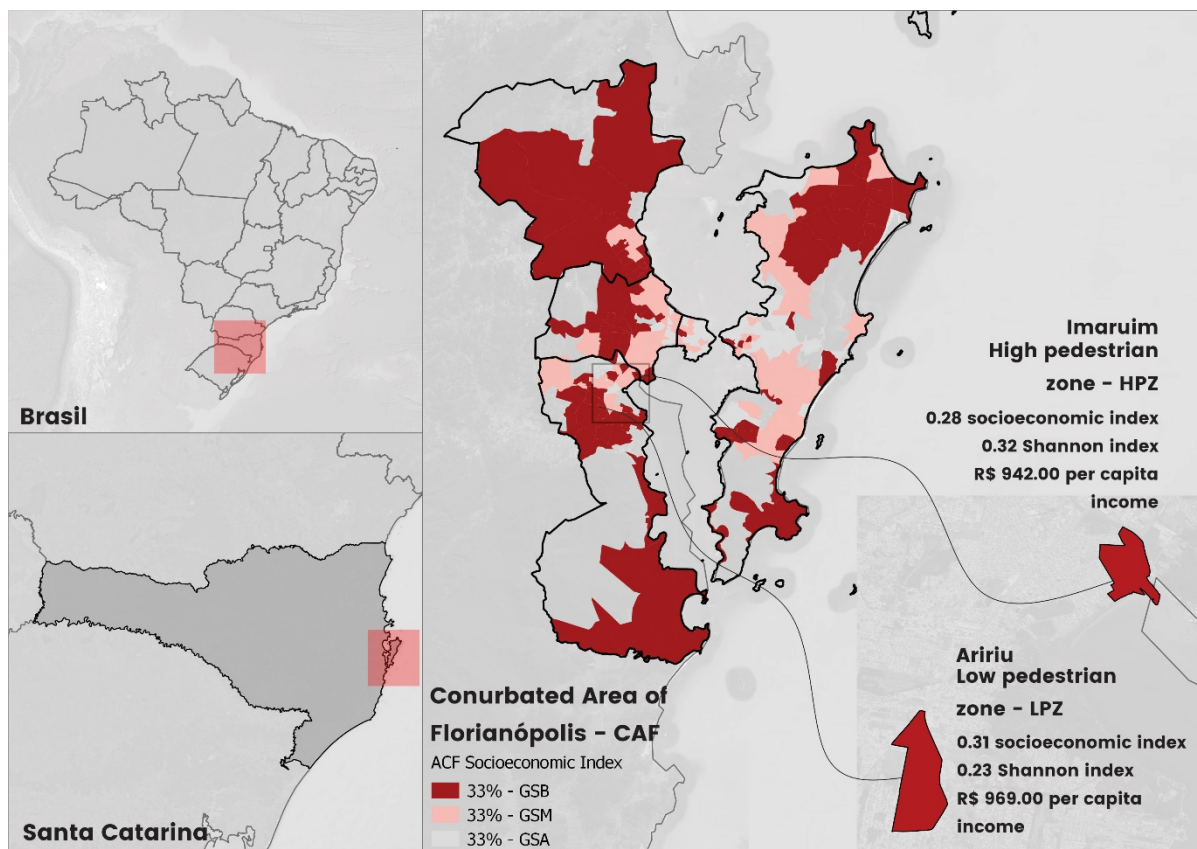 Brasil
Santa Catarina
Conurbated Area of
Florianópolis - CAF
ACF Socioeconomic Index
33% - GSB
33% - GSM
33% - GSA
Imaruim
High pedestrian
zone - HPZ
0.28 socioeconomic index
0.32 Shannon index
R$ 942.00 per capita
income
Aririu
Low pedestrian
zone - LPZ
0.31 socioeconomic index
0.23 Shannon index
R$ 969.00 per capita
income